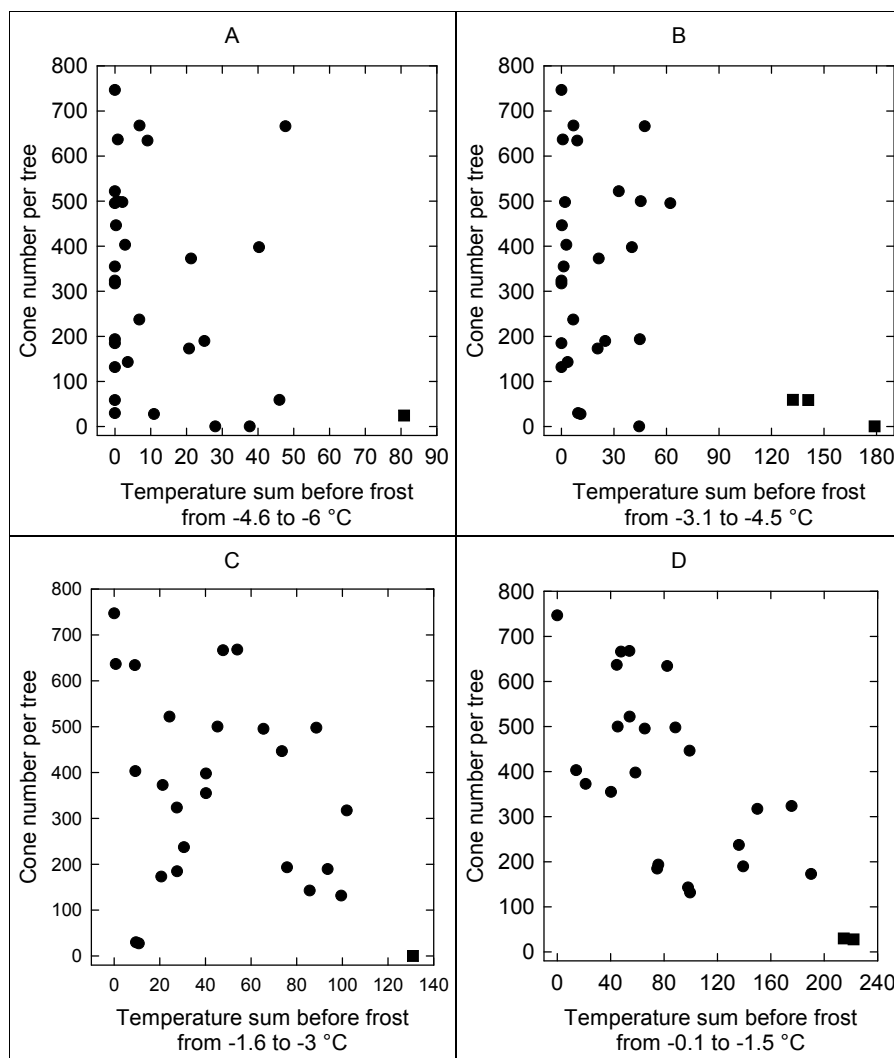 A
Cone number per tree
800
700
600
500
400
300
200
100
0
0 10 20 30 40 50 60 70 80 90
Temperature sum before frost
from -4.6 to -6 °C
B
Cone number per tree
800
700
600
500
400
300
200
100
0
0 30 60 90 120 150 180
Temperature sum before frost
from -3.1 to -4.5 °C
C
Cone number per tree
800
700
600
500
400
300
200
100
0
0 20 40 60 80 100 120 140
Temperature sum before frost
from -1.6 to -3 °C
D
Cone number per tree
800
700
600
500
400
300
200
100
0
0 40 80 120 160 200 240
Temperature sum before frost
from -0.1 to -1.5 °C